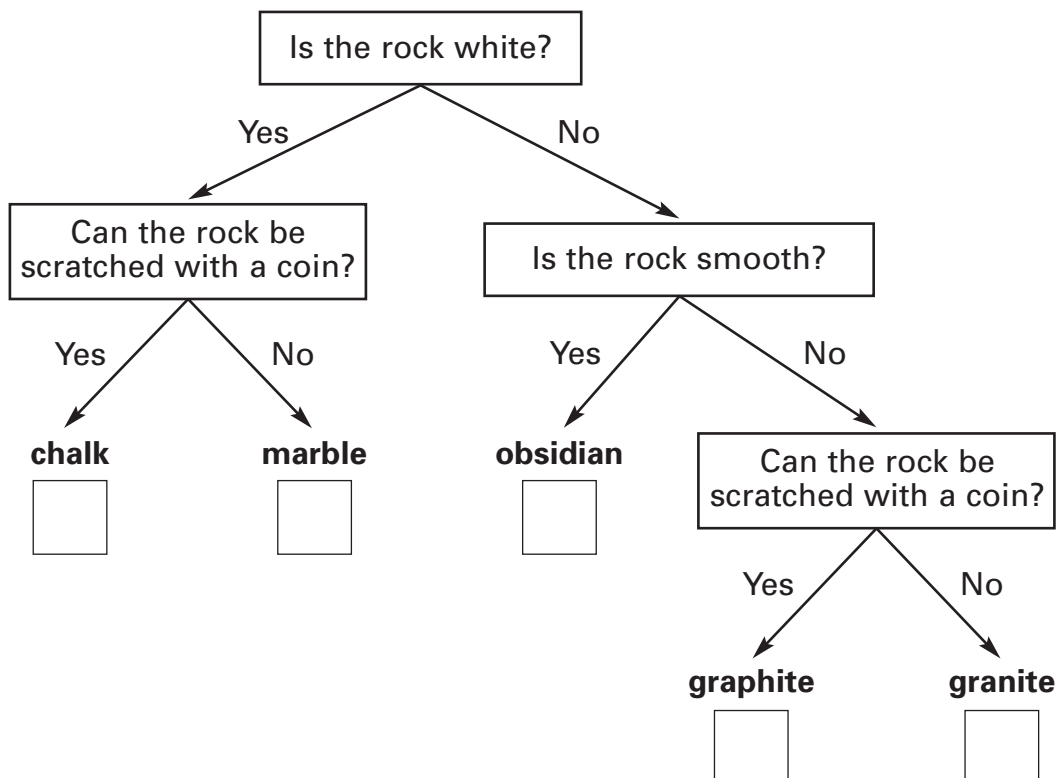 Is the rock white?
Yes
No
Can the rock be
scratched with a coin?
Is the rock smooth?
Yes
No
Yes
No
chalk
marble
obsidian
Can the rock be
scratched with a coin?
Yes
No
graphite
granite